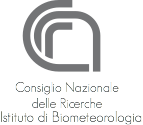 Consiglio Nazionale
delle Ricerche
Istituto di Biometeorologia